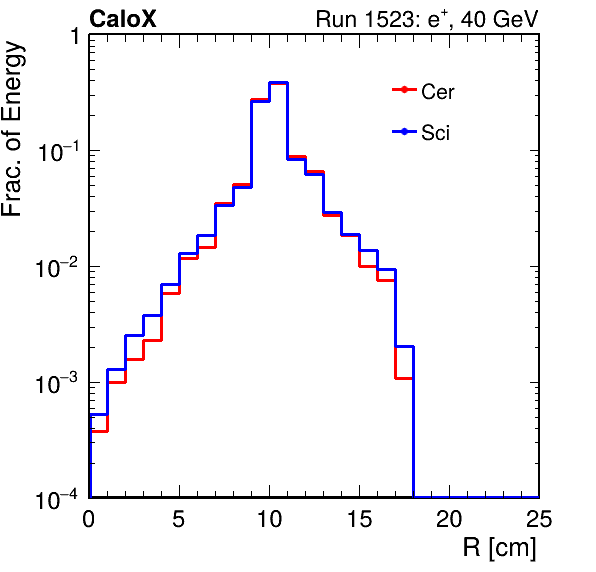 CaloX Run 1523: e⁺, 40 GeV
Frac. of Energy
1
10⁻¹
10⁻²
10⁻³
10⁻⁴
Cer
Sci
0 5 10 15 20 25
R [cm]